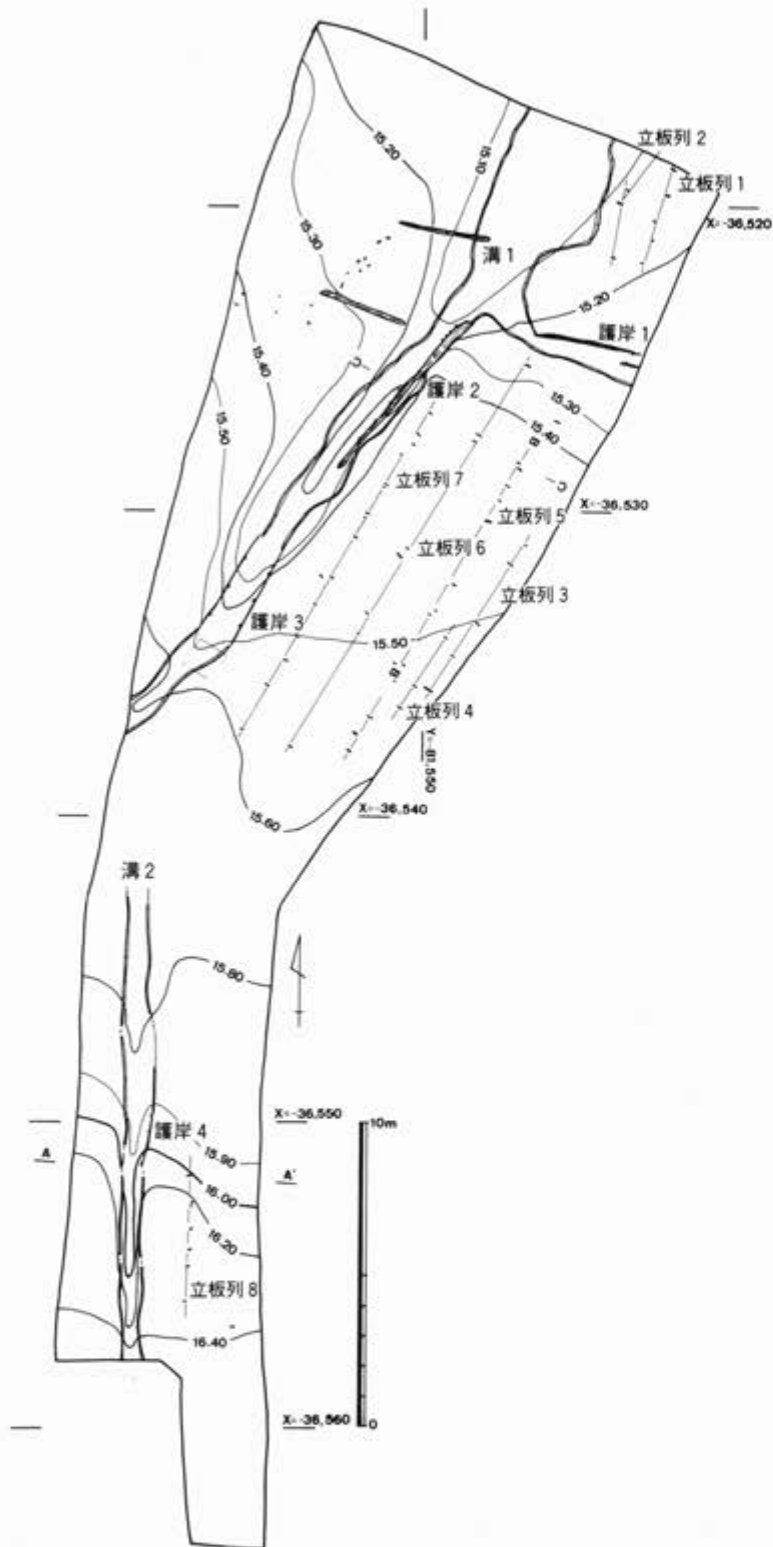 15.20
15.10
立板列 2
立板列 1
X=-36,520
溝 1
15.30
15.20
護岸 1
15.40
護岸 2
15.30
15.40
15.50
B
C
C'
立板列 7
X=-36,530
立板列 5
立板列 6
立板列 3
護岸 3
15.50
B'
立板列 4
Y=-81,550
X=-36,540
15.60
溝 2
15.80
X=-36,550
10m
護岸 4
15.90
A
A'
16.00
16.20
立板列 8
16.40
X=-36,560
0